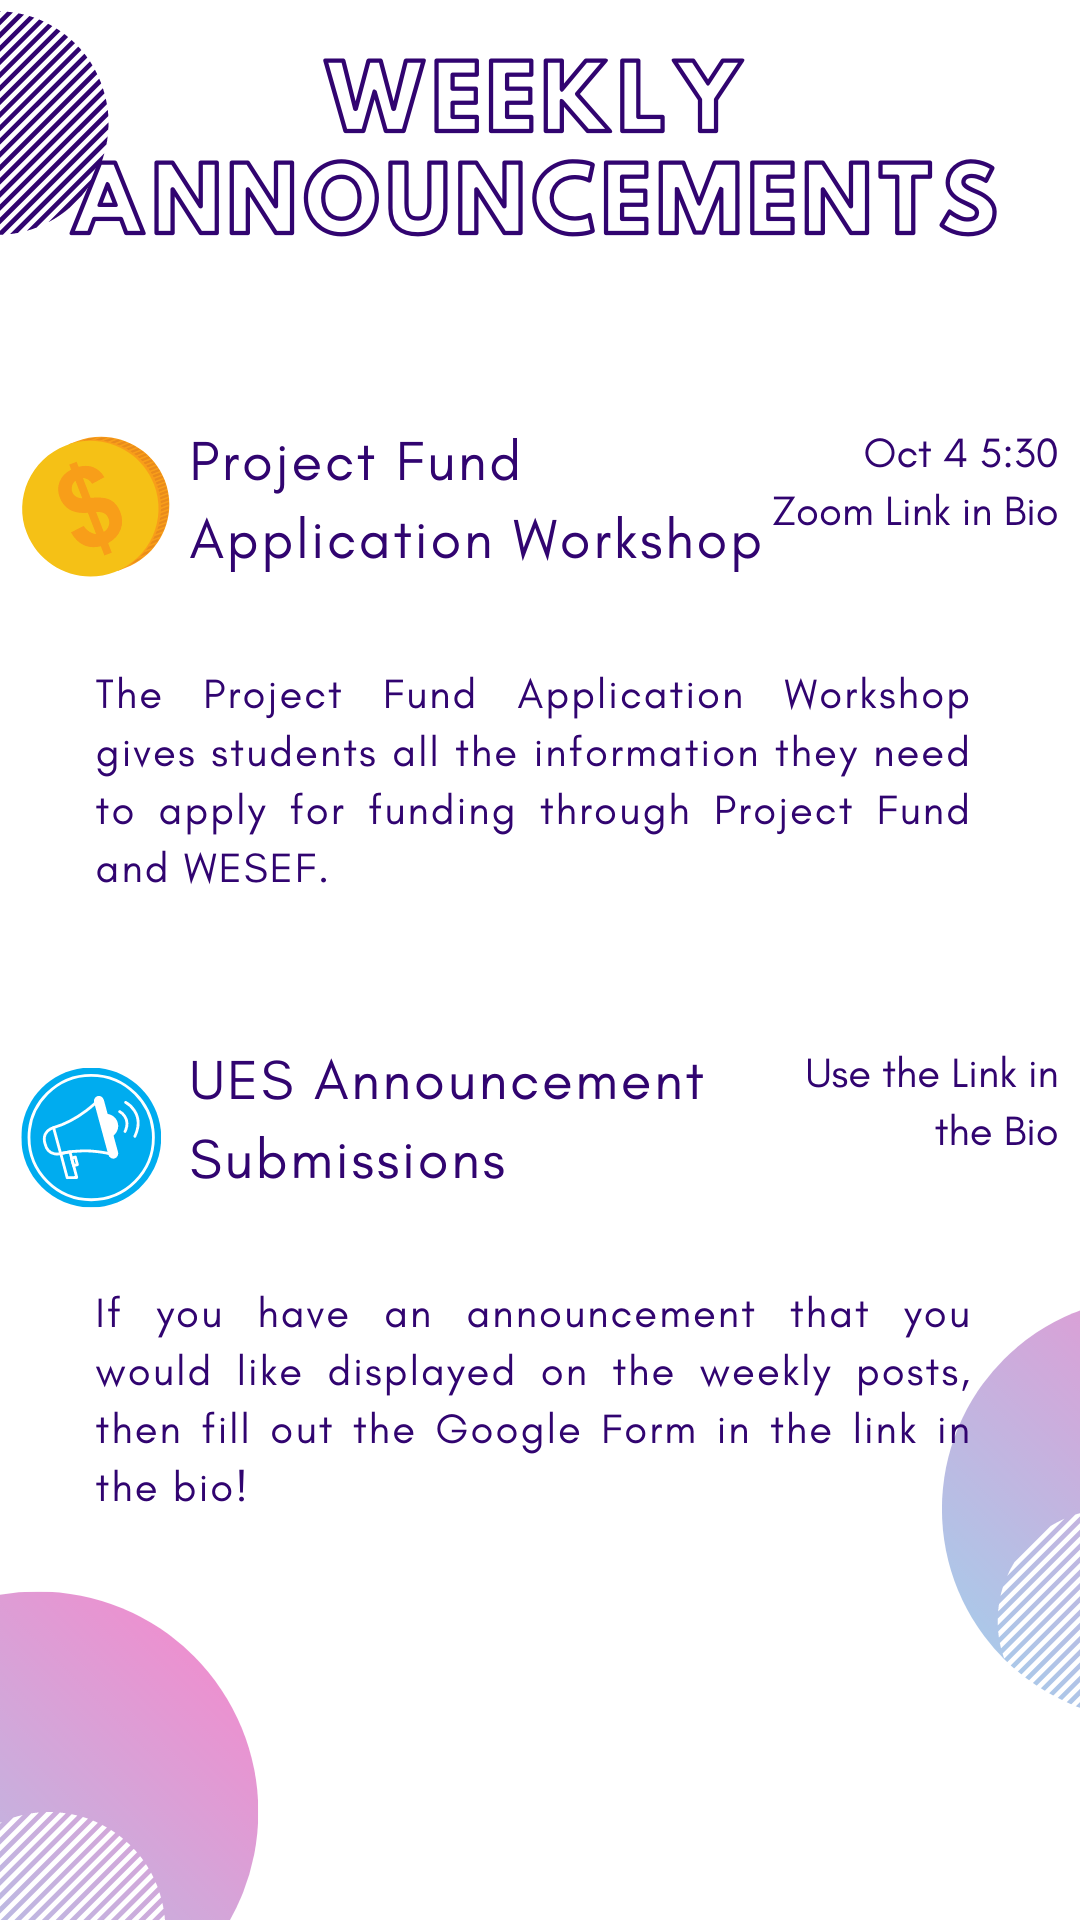 WEEKLY
ANNOUNCEMENTS
Project Fund
Application Workshop
Oct 4 5:30
Zoom Link in Bio
The Project Fund Application Workshop
gives students all the information they need
to apply for funding through Project Fund
and WESEF.
UES Announcement
Submissions
Use the Link in
the Bio
If you have an announcement that you
would like displayed on the weekly posts,
then fill out the Google Form in the link in
the bio!